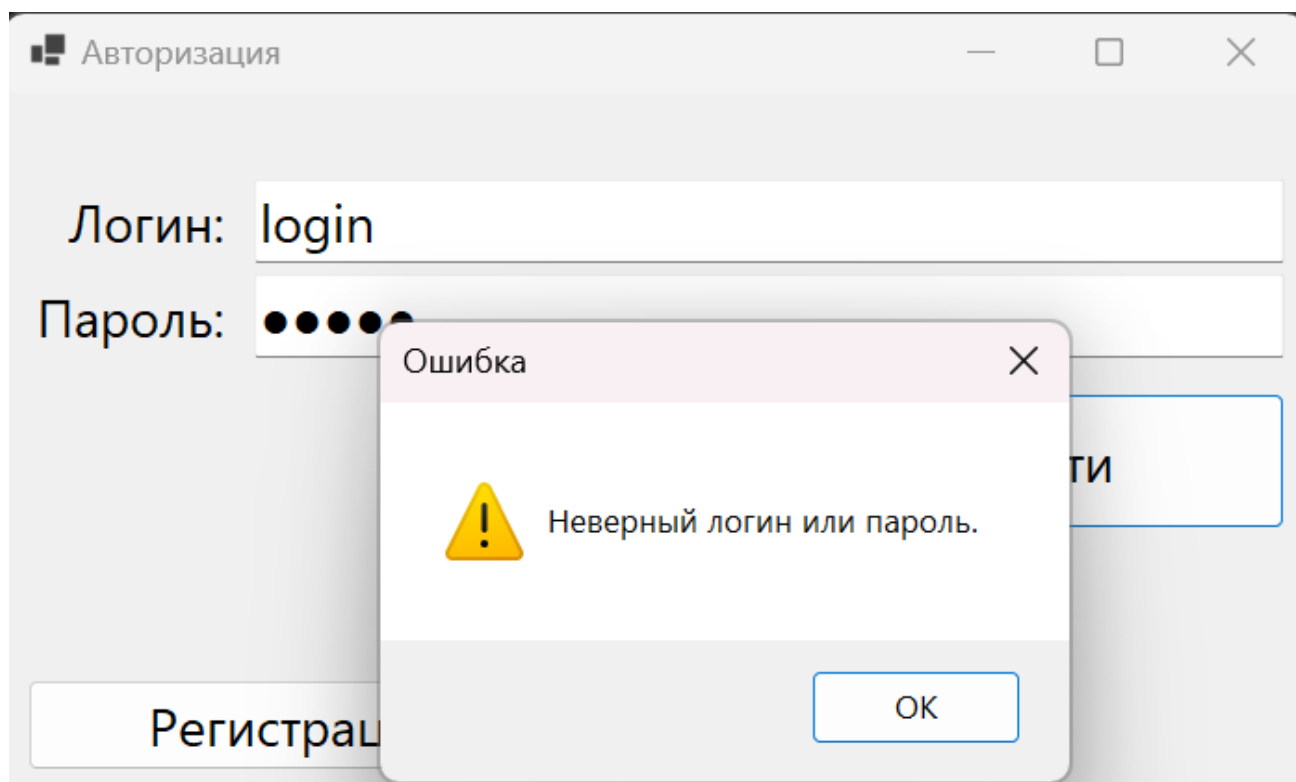 Авторизация
Логин: login
Пароль: ●●●●●
Ошибка
Неверный логин или пароль.
OK